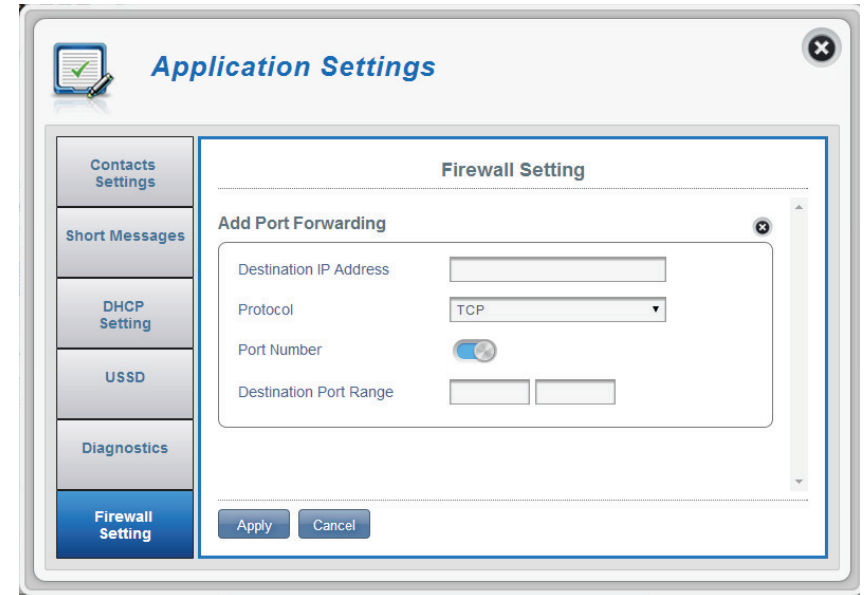 Application Settings
Contacts
Settings
Short Messages
DHCP
Setting
USSD
Diagnostics
Firewall
Setting
Firewall Setting
Add Port Forwarding
Destination IP Address
Protocol
TCP
Port Number
Destination Port Range
Apply
Cancel